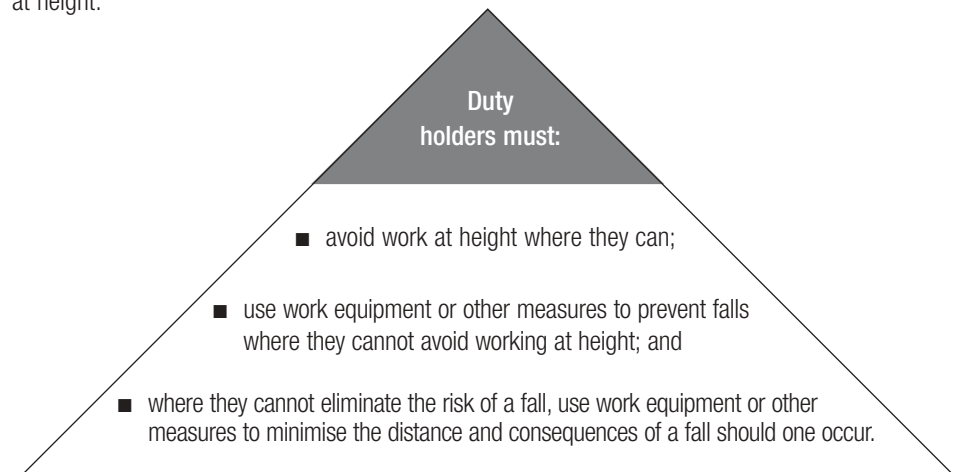 at height.
Duty
holders must:
■ avoid work at height where they can;
■ use work equipment or other measures to prevent falls
where they cannot avoid working at height; and
■ where they cannot eliminate the risk of a fall, use work equipment or other
measures to minimise the distance and consequences of a fall should one occur.